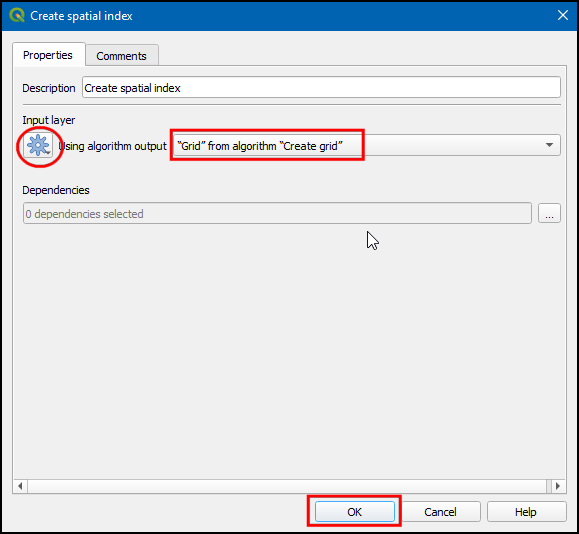 Create spatial index
Properties
Comments
Description
Create spatial index
Input layer
Using algorithm output
“Grid” from algorithm “Create grid”
Dependencies
0 dependencies selected
...
OK
Cancel
Help